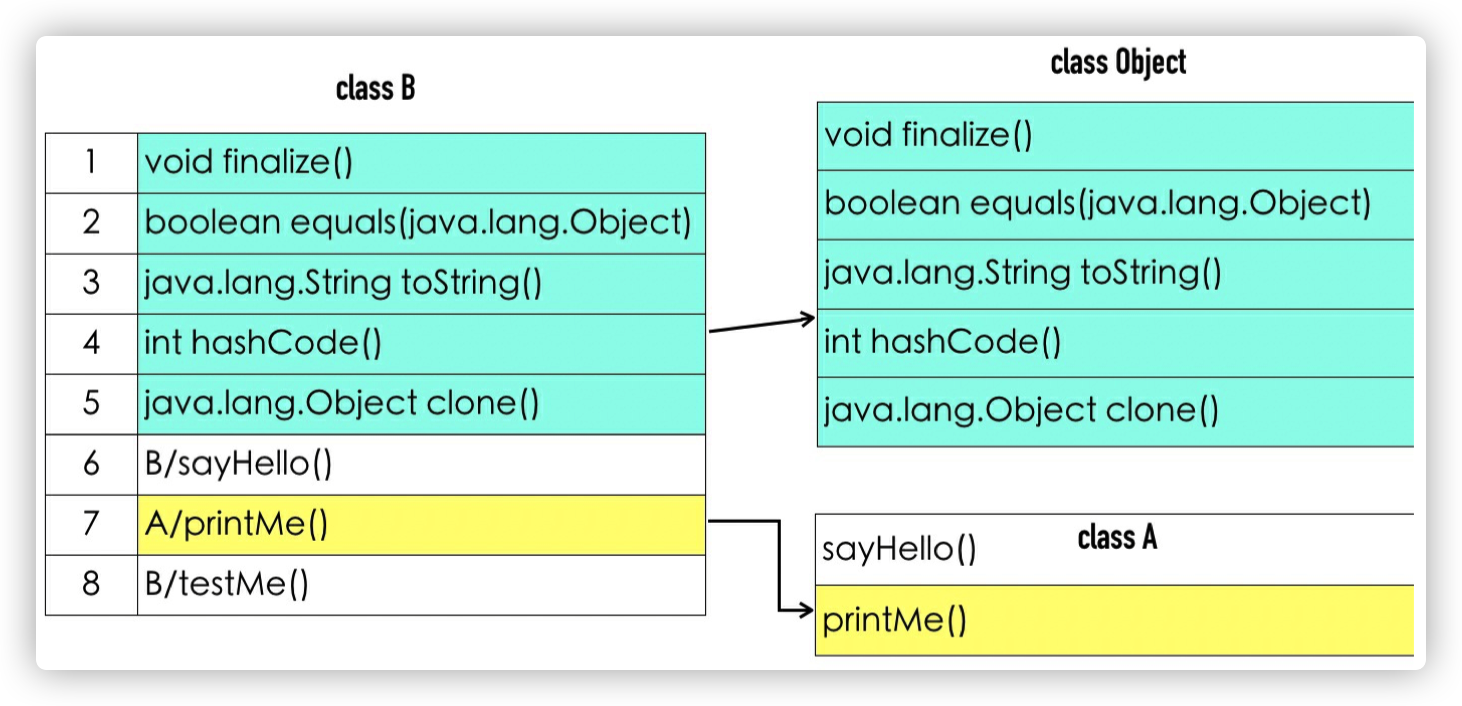 class B
1 void finalize()
2 boolean equals(java.lang.Object)
3 java.lang.String toString()
4 int hashCode()
5 java.lang.Object clone()
6 B/sayHello()
7 A/printMe()
8 B/testMe()
class Object
void finalize()
boolean equals(java.lang.Object)
java.lang.String toString()
int hashCode()
java.lang.Object clone()
class A
sayHello()
printMe()